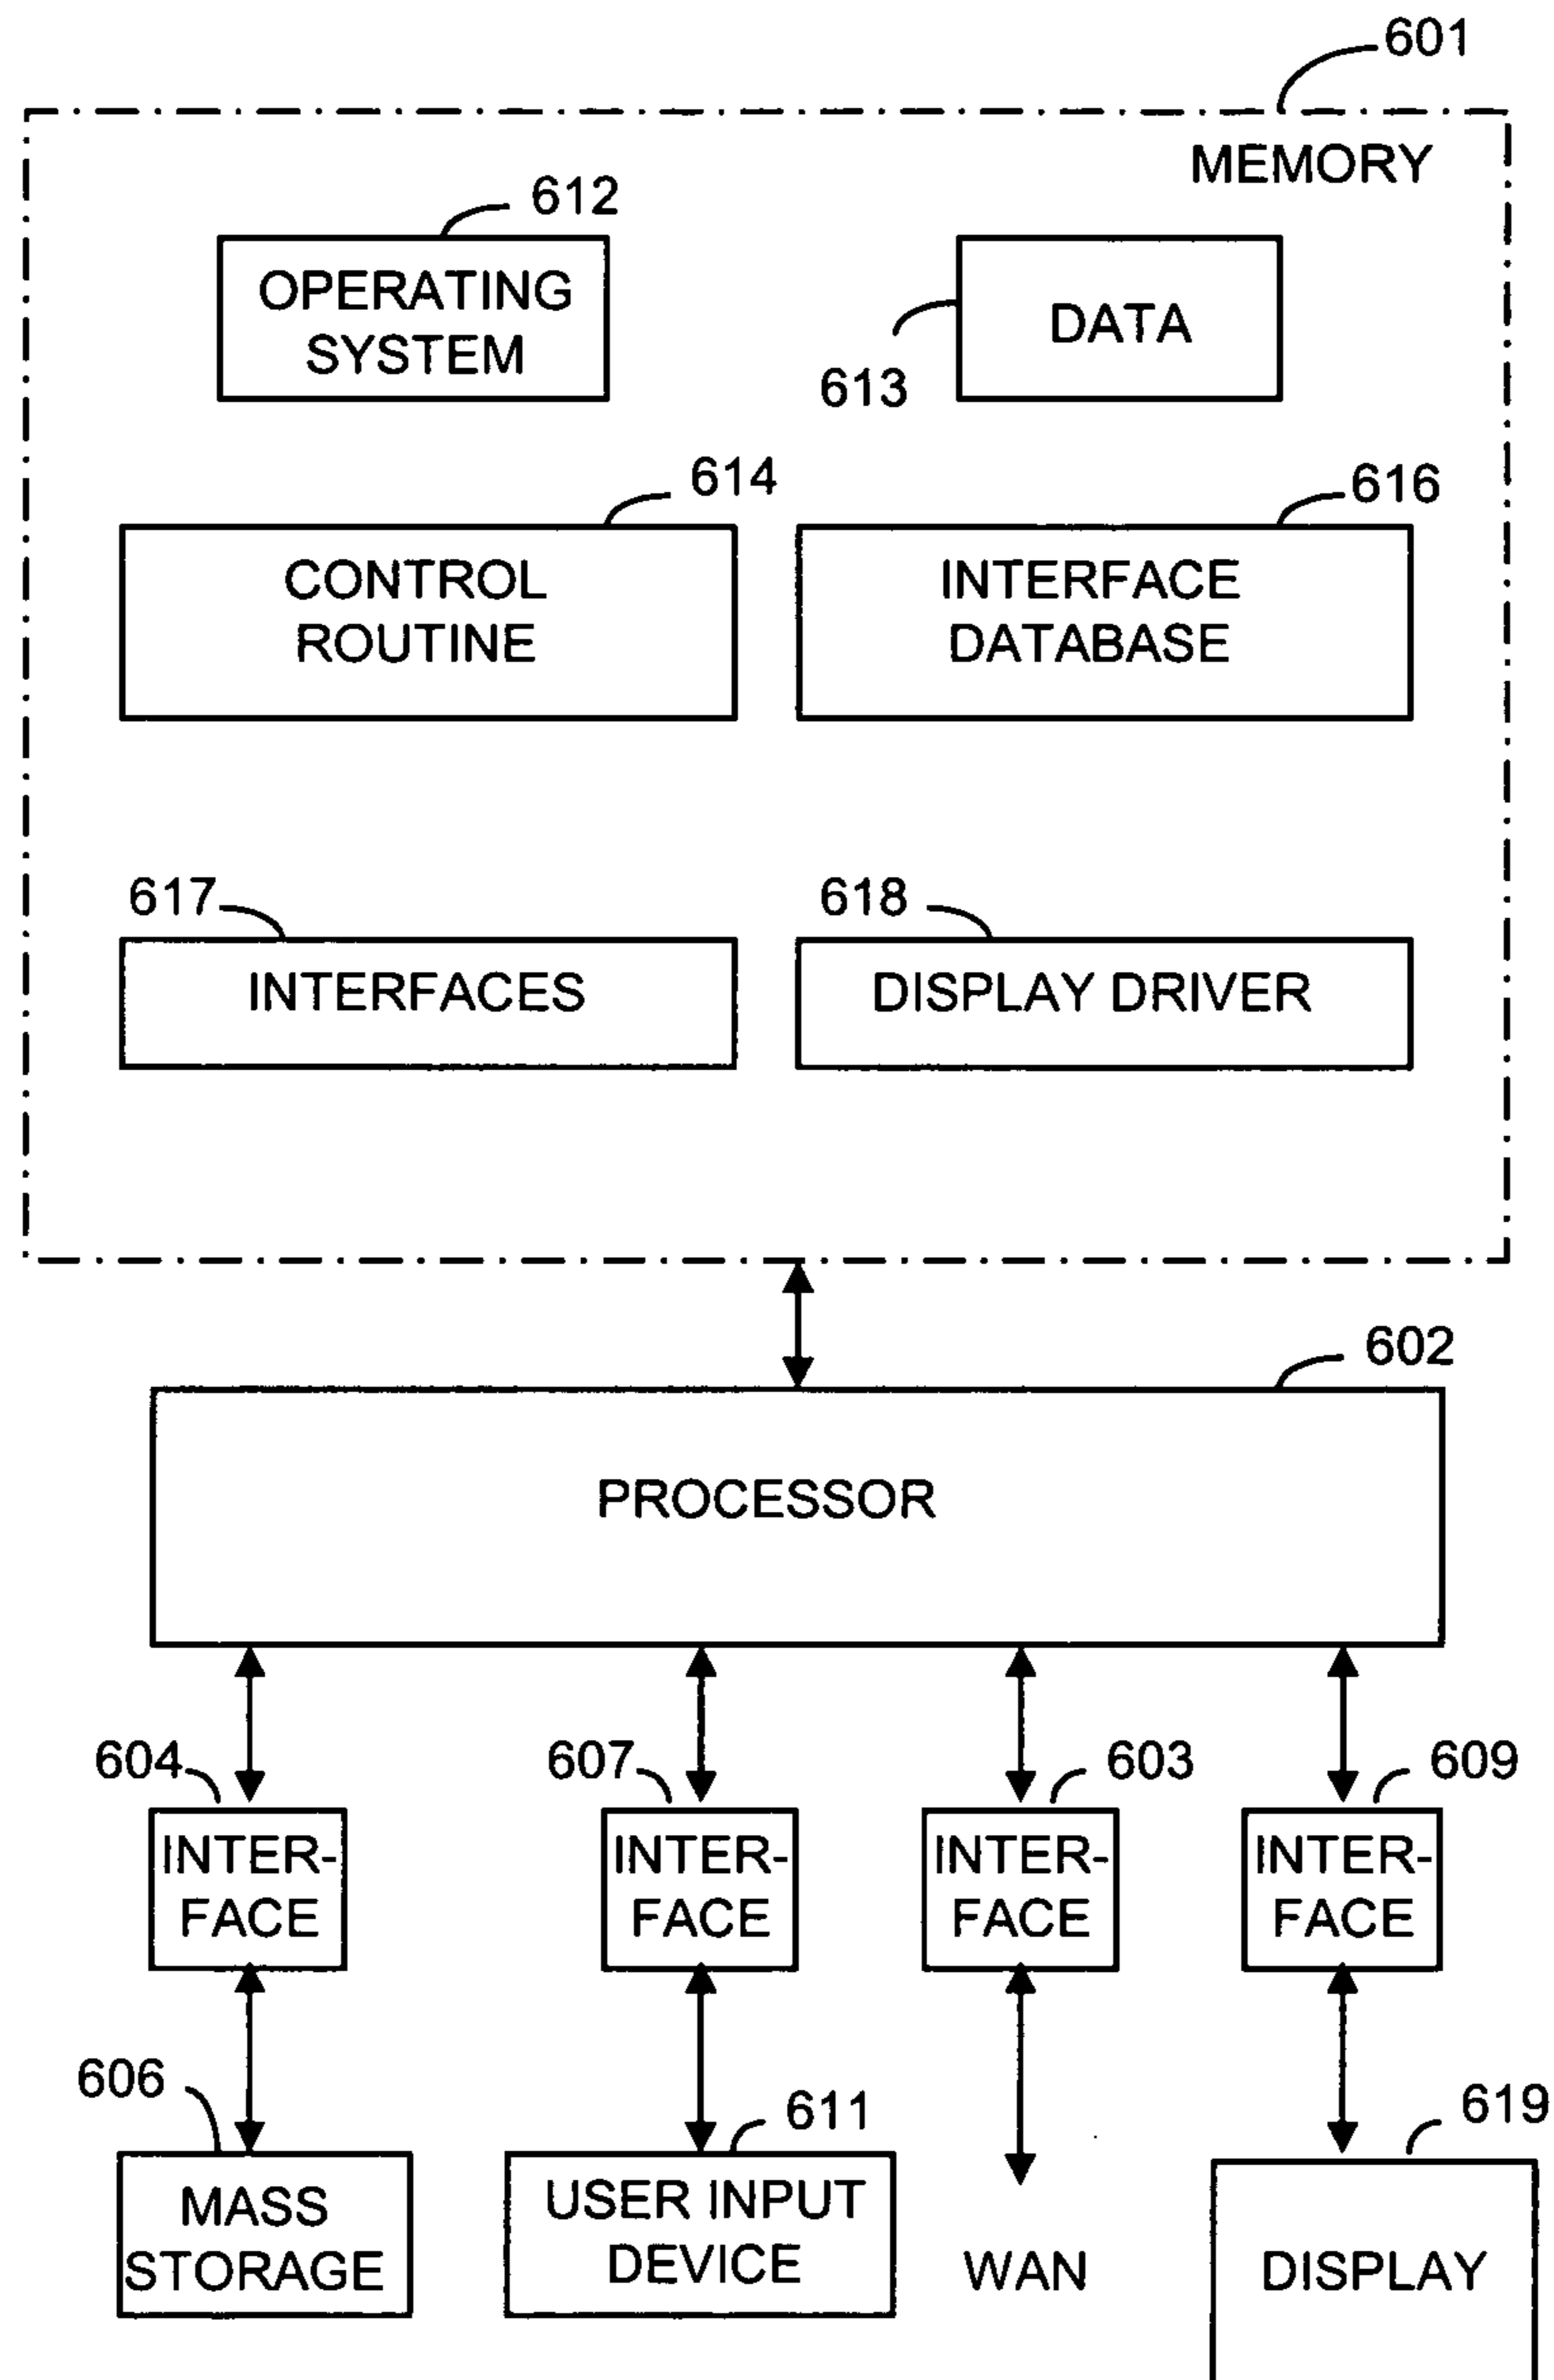 601
MEMORY
612
OPERATING
SYSTEM
DATA
613
614
CONTROL
ROUTINE
616
INTERFACE
DATABASE
617
INTERFACES
618
DISPLAY DRIVER
602
PROCESSOR
604
607
603
609
INTER-
FACE
INTER-
FACE
INTER-
FACE
INTER-
FACE
606
611
619
MASS
STORAGE
USER INPUT
DEVICE
WAN
DISPLAY